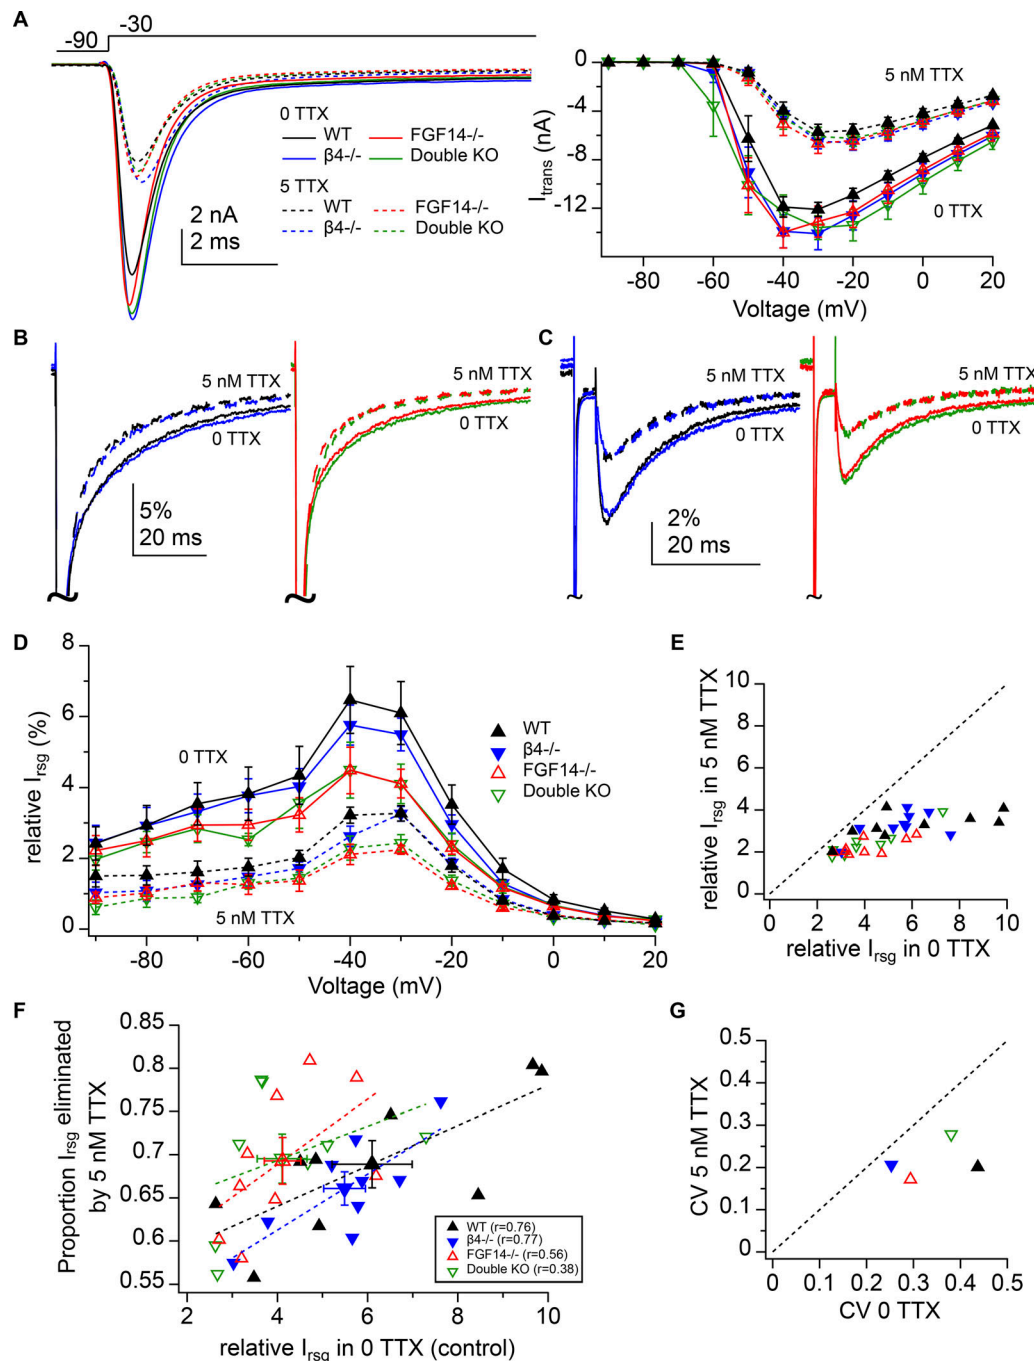 A
-90
-30
0 TTX
WT
FGF14-/-
β4-/-
Double KO
5 TTX
WT
FGF14-/-
β4-/-
Double KO
2 nA
2 ms
0
-4
-8
-12
I_trans (nA)
5 nM TTX
0 TTX
-80 -60 -40 -20 0 20
Voltage (mV)
B
5 nM TTX
0 TTX
5%
20 ms
5 nM TTX
0 TTX
C
5 nM TTX
0 TTX
2%
20 ms
5 nM TTX
0 TTX
D
8
6
4
2
0
relative I_rsg (%)
0 TTX
5 nM TTX
WT
β4-/-
FGF14-/-
Double KO
-80 -60 -40 -20 0 20
Voltage (mV)
E
10
8
6
4
2
0
relative I_rsg in 5 nM TTX
0 2 4 6 8 10
relative I_rsg in 0 TTX
F
0.85
0.8
0.75
0.7
0.65
0.6
0.55
Proportion I_rsg eliminated
by 5 nM TTX
WT (r=0.76)
β4-/- (r=0.77)
FGF14-/- (r=0.56)
Double KO (r=0.38)
2 4 6 8 10
relative I_rsg in 0 TTX (control)
G
0.5
0.4
0.3
0.2
0.1
0
CV 5 nM TTX
0 0.1 0.2 0.3 0.4 0.5
CV 0 TTX